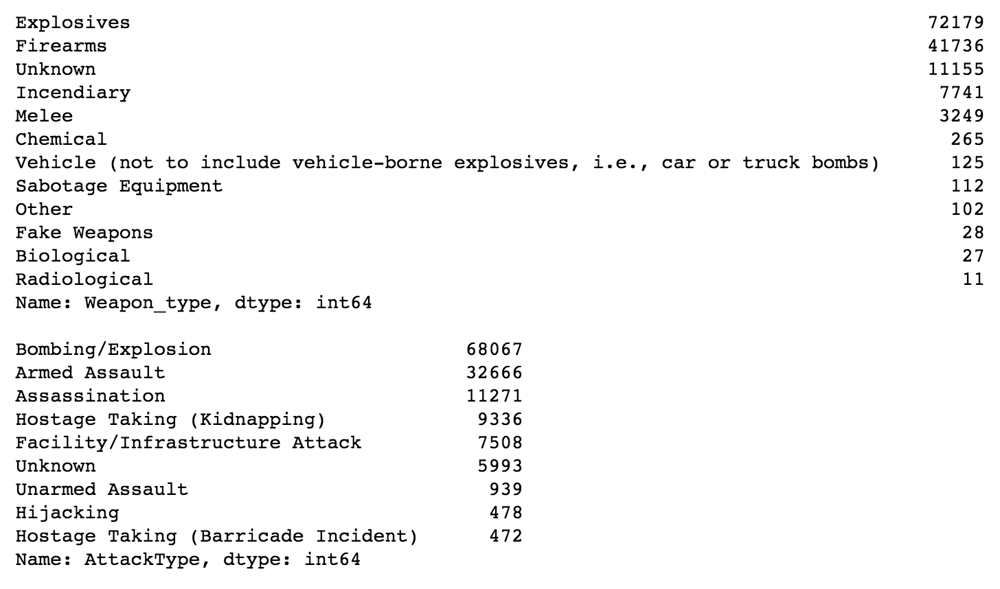 Explosives 72179
Firearms 41736
Unknown 11155
Incendiary 7741
Melee 3249
Chemical 265
Vehicle (not to include vehicle-borne explosives, i.e., car or truck bombs) 125
Sabotage Equipment 112
Other 102
Fake Weapons 28
Biological 27
Radiological 11
Name: Weapon_type, dtype: int64
Bombing/Explosion 68067
Armed Assault 32666
Assassination 11271
Hostage Taking (Kidnapping) 9336
Facility/Infrastructure Attack 7508
Unknown 5993
Unarmed Assault 939
Hijacking 478
Hostage Taking (Barricade Incident) 472
Name: AttackType, dtype: int64